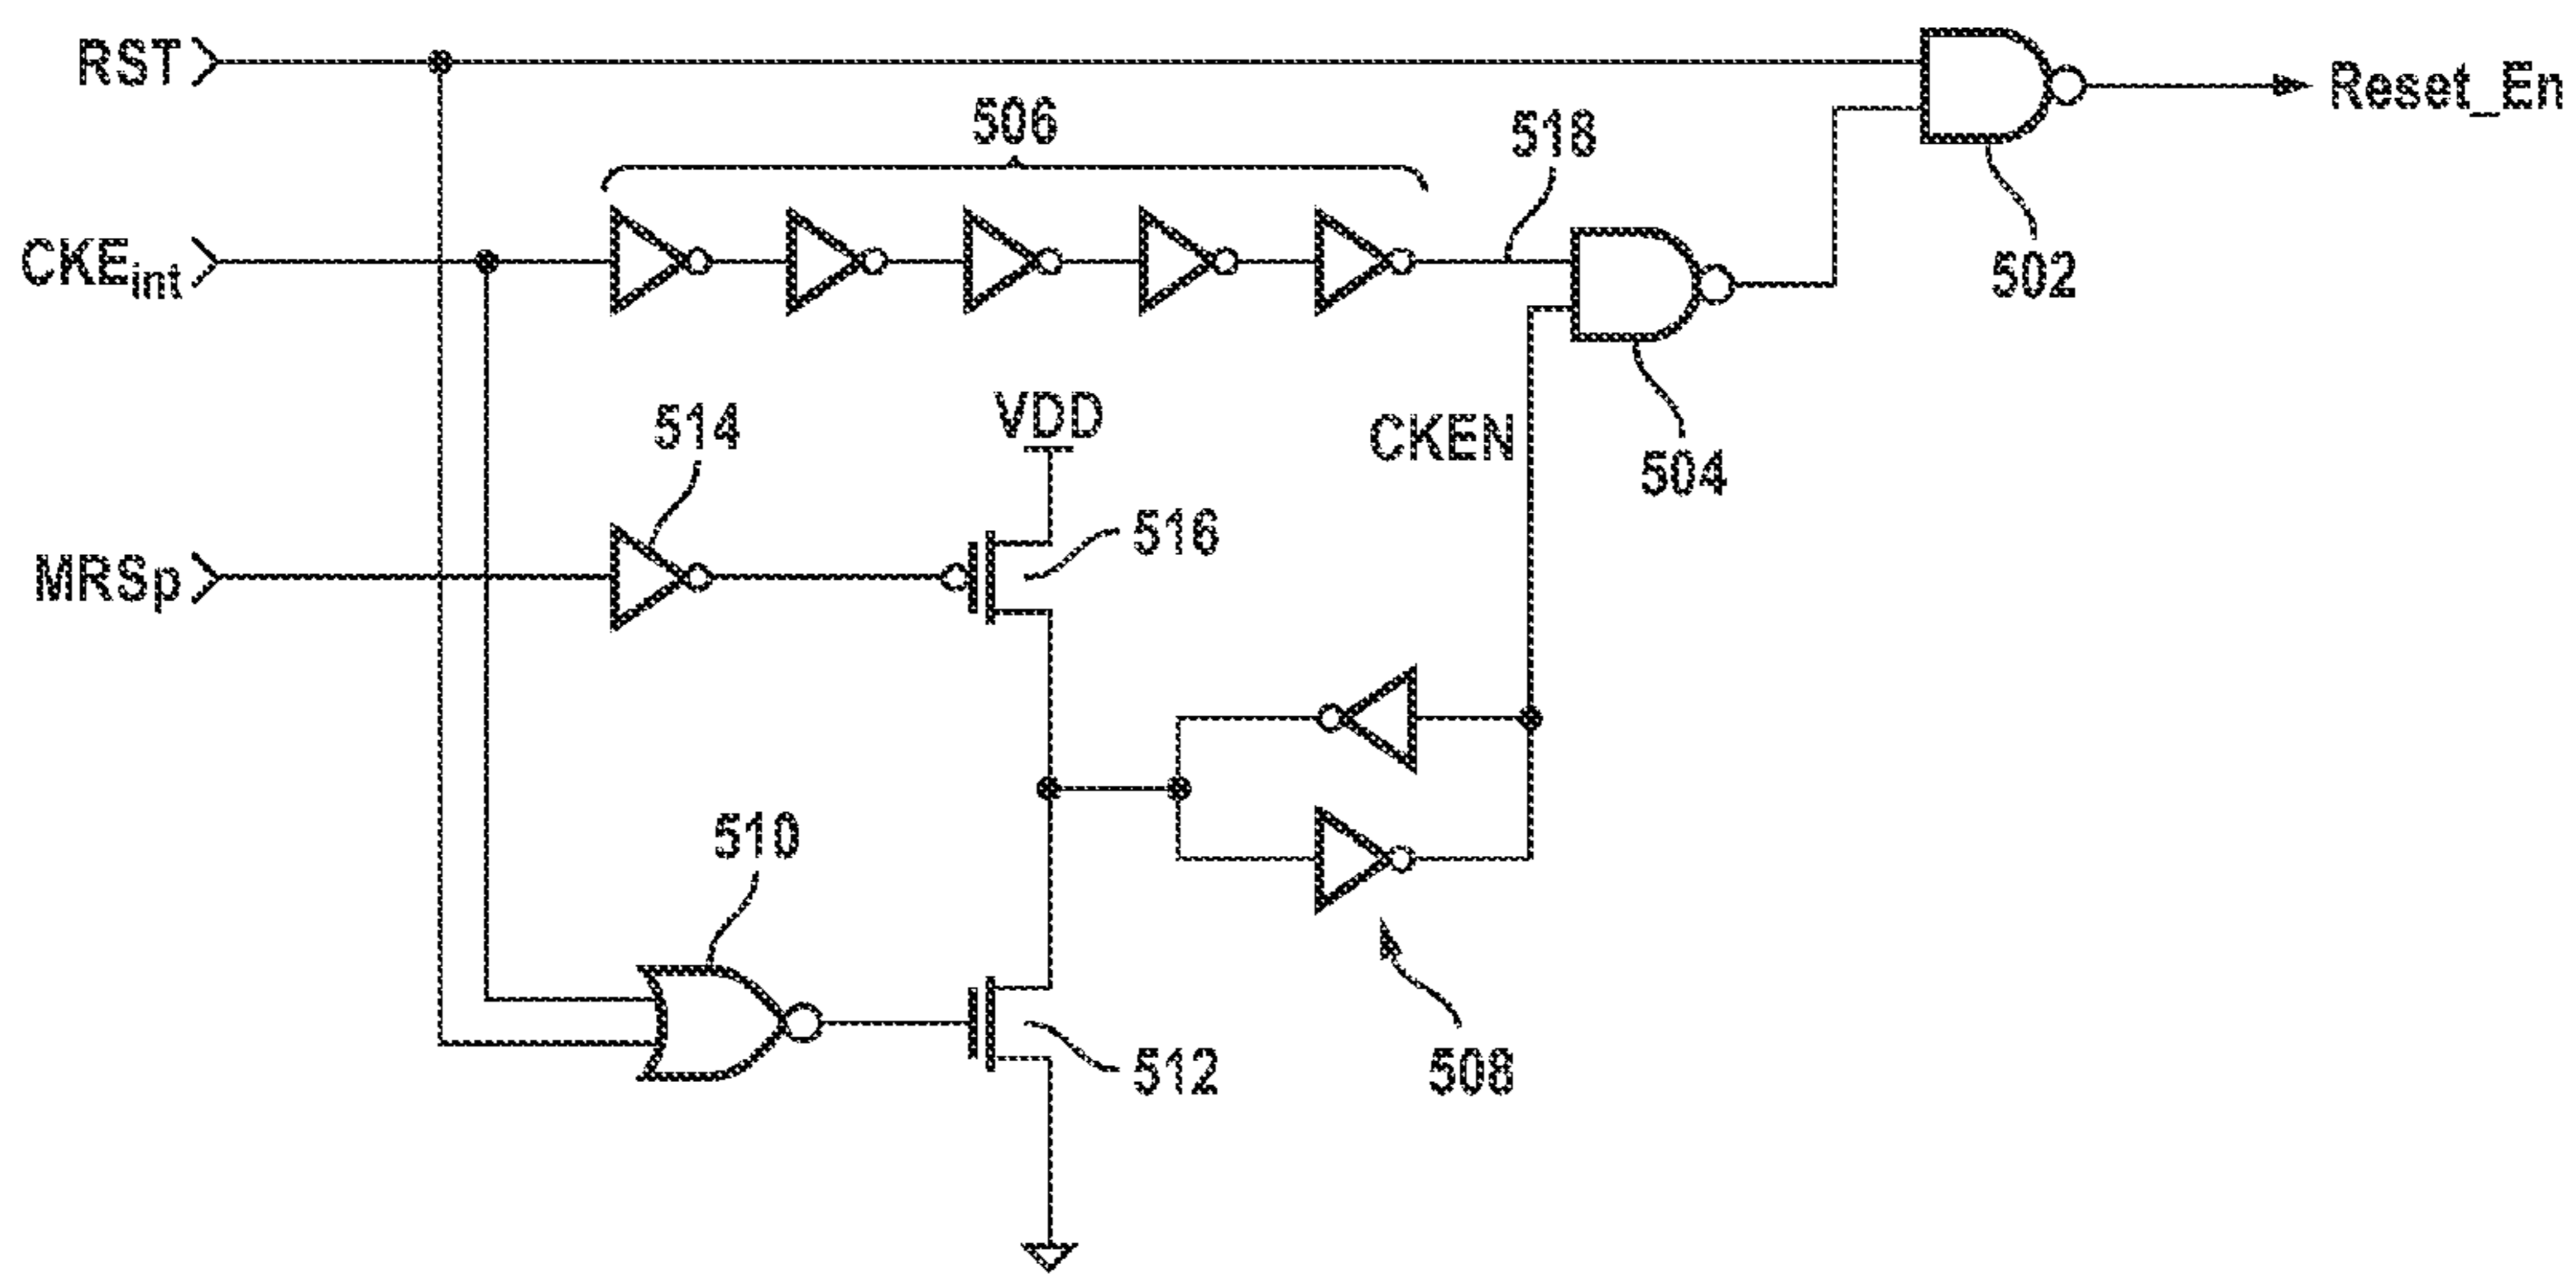 RST
Reset_En
506
518
CKEint
502
514
VDD
CKEN
504
516
MRSp
510
512
508